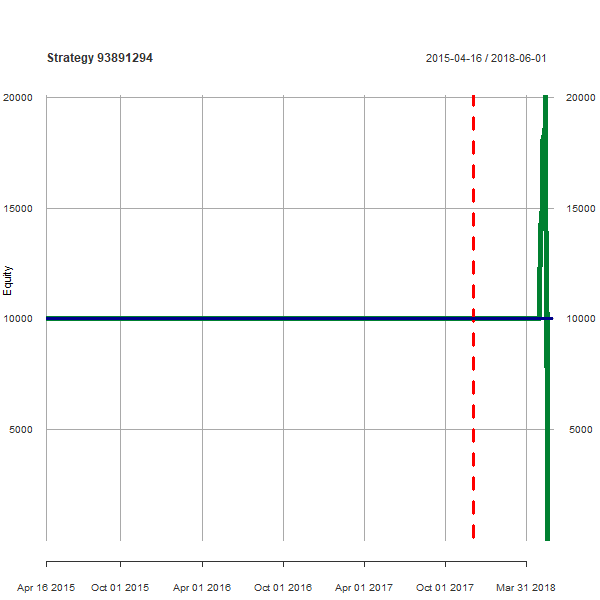 Strategy 93891294
2015-04-16 / 2018-06-01
20000
20000
15000
15000
Equity
10000
10000
5000
5000
Apr 16 2015
Oct 01 2015
Apr 01 2016
Oct 01 2016
Apr 01 2017
Oct 01 2017
Mar 31 2018